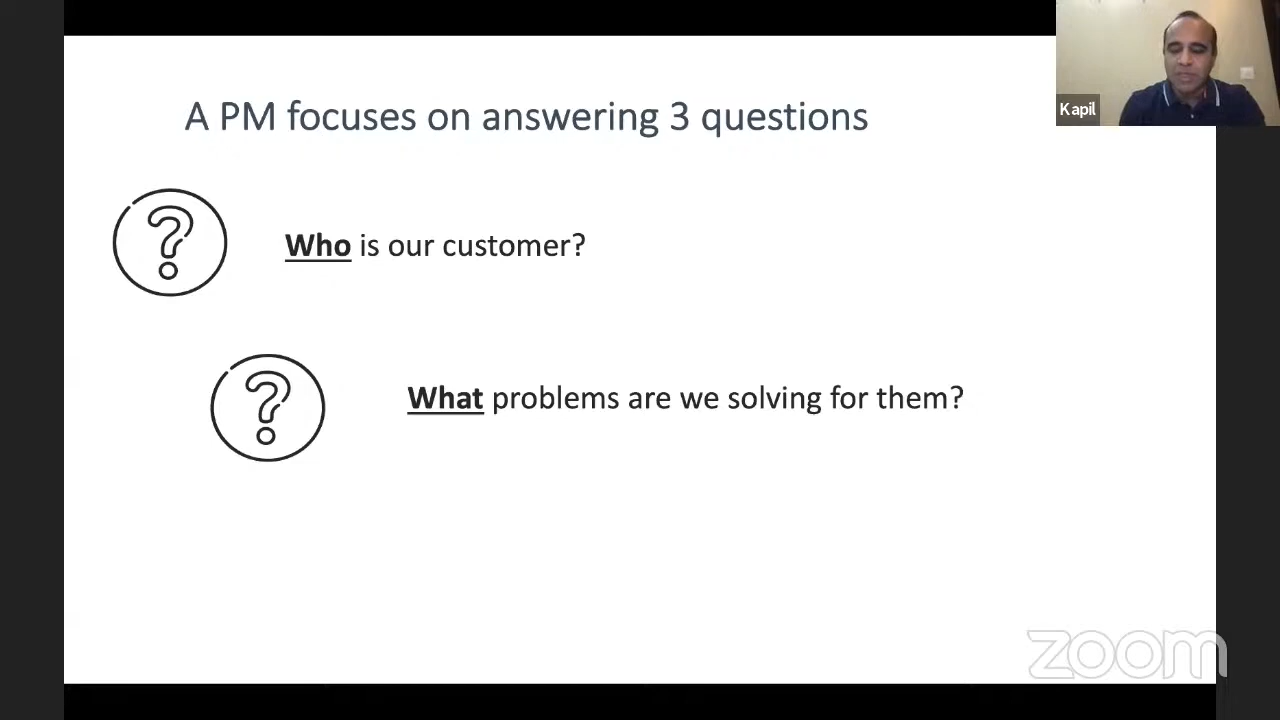 A PM focuses on answering 3 questions
Kapil
Who is our customer?
What problems are we solving for them?
zoom